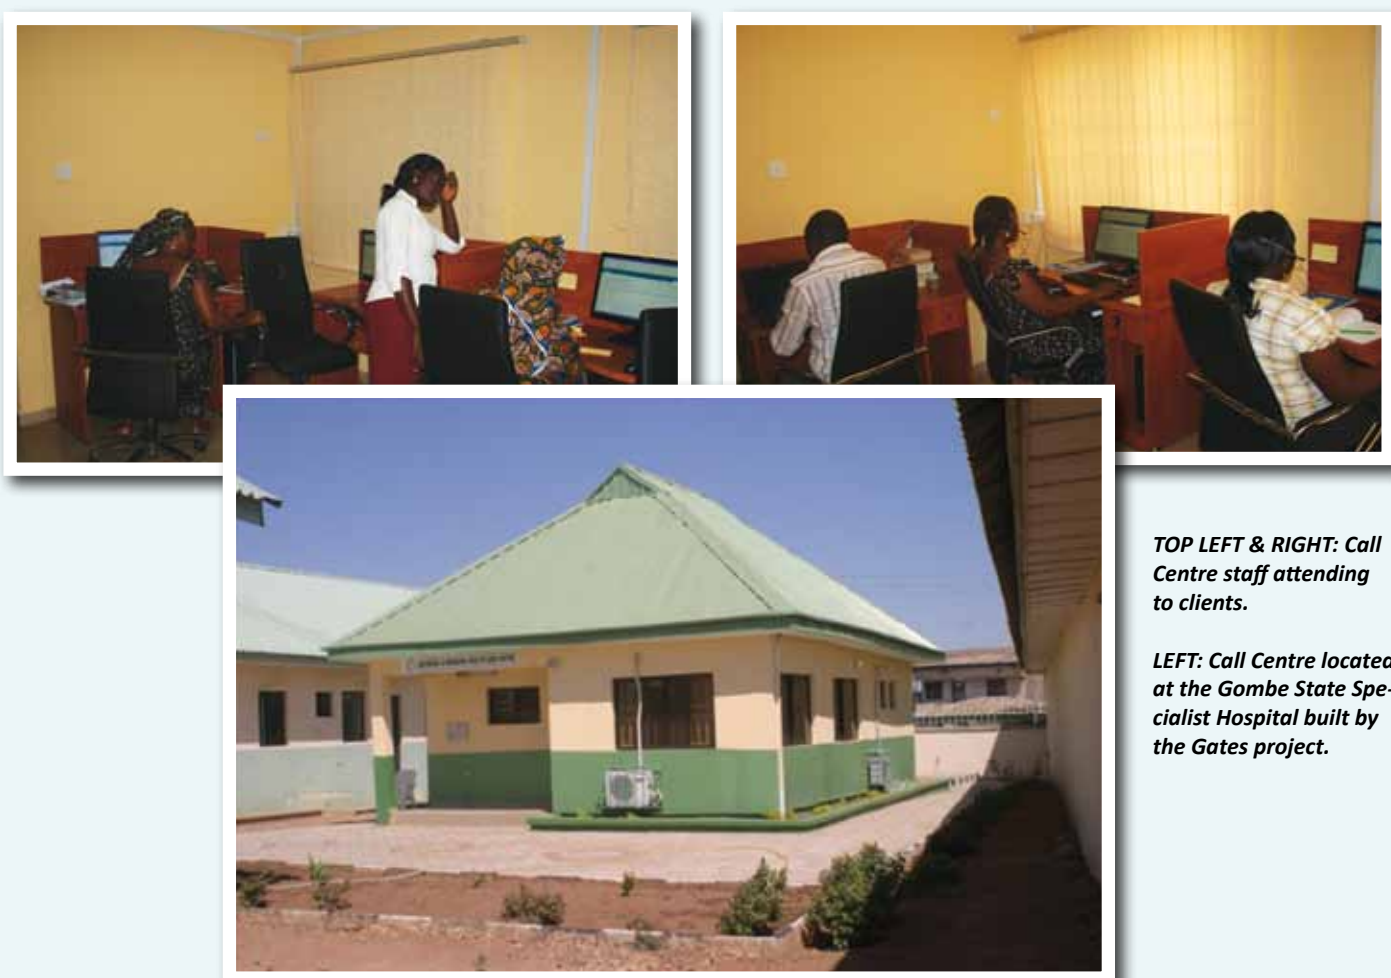 TOP LEFT & RIGHT: Call
Centre staff attending
to clients.
LEFT: Call Centre located
at the Gombe State Spe-
cialist Hospital built by
the Gates project.